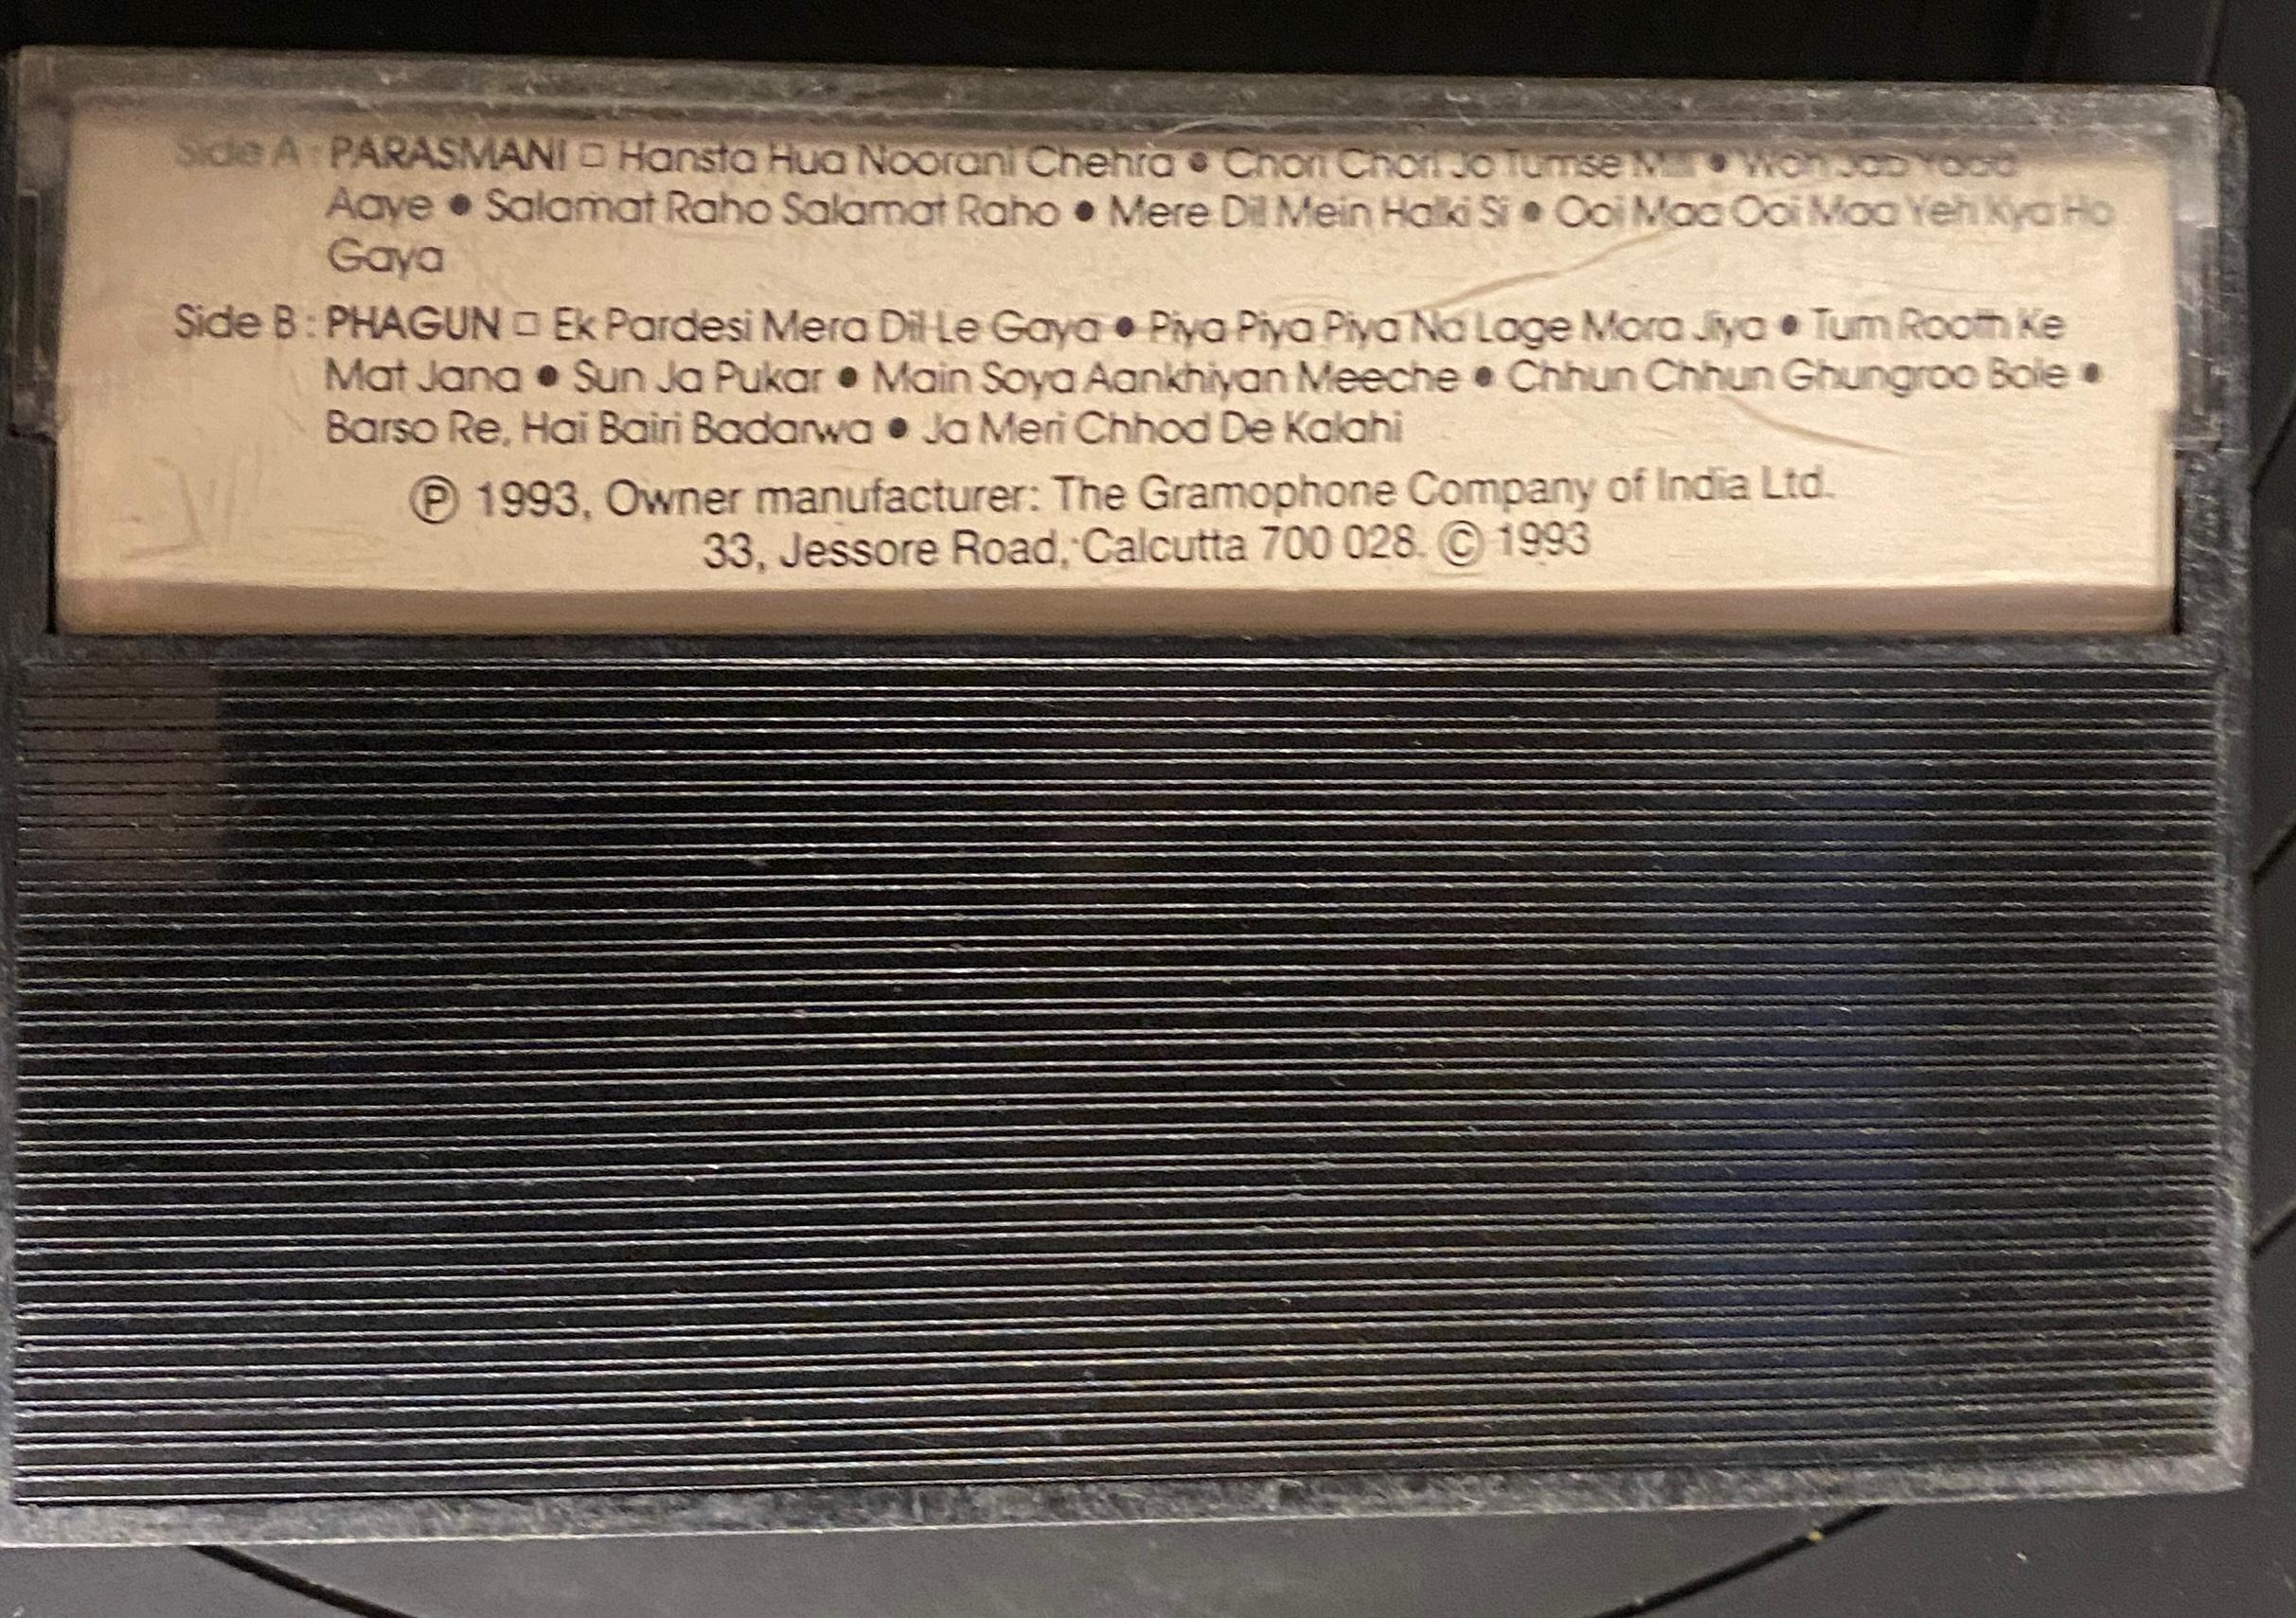 Side A : PARASMANI □ Hansta Hua Noorani Chehra ● Chori Chori Jo Tumse Mili ● Woh Jab Yaad
Aaye ● Salamat Raho Salamat Raho ● Mere Dil Mein Halki Si ● Ooi Maa Ooi Maa Yeh Kya Ho
Gaya
Side B : PHAGUN □ Ek Pardesi Mera Dil Le Gaya ● Piya Piya Piya Na Lage Mora Jiya ● Tum Rooth Ke
Mat Jana ● Sun Ja Pukar ● Main Soya Aankhiyan Meeche ● Chhun Chhun Ghungroo Bole ●
Barso Re, Hai Bairi Badarwa ● Ja Meri Chhod De Kalahi
Ⓟ 1993, Owner manufacturer: The Gramophone Company of India Ltd.
33, Jessore Road, Calcutta 700 028. © 1993